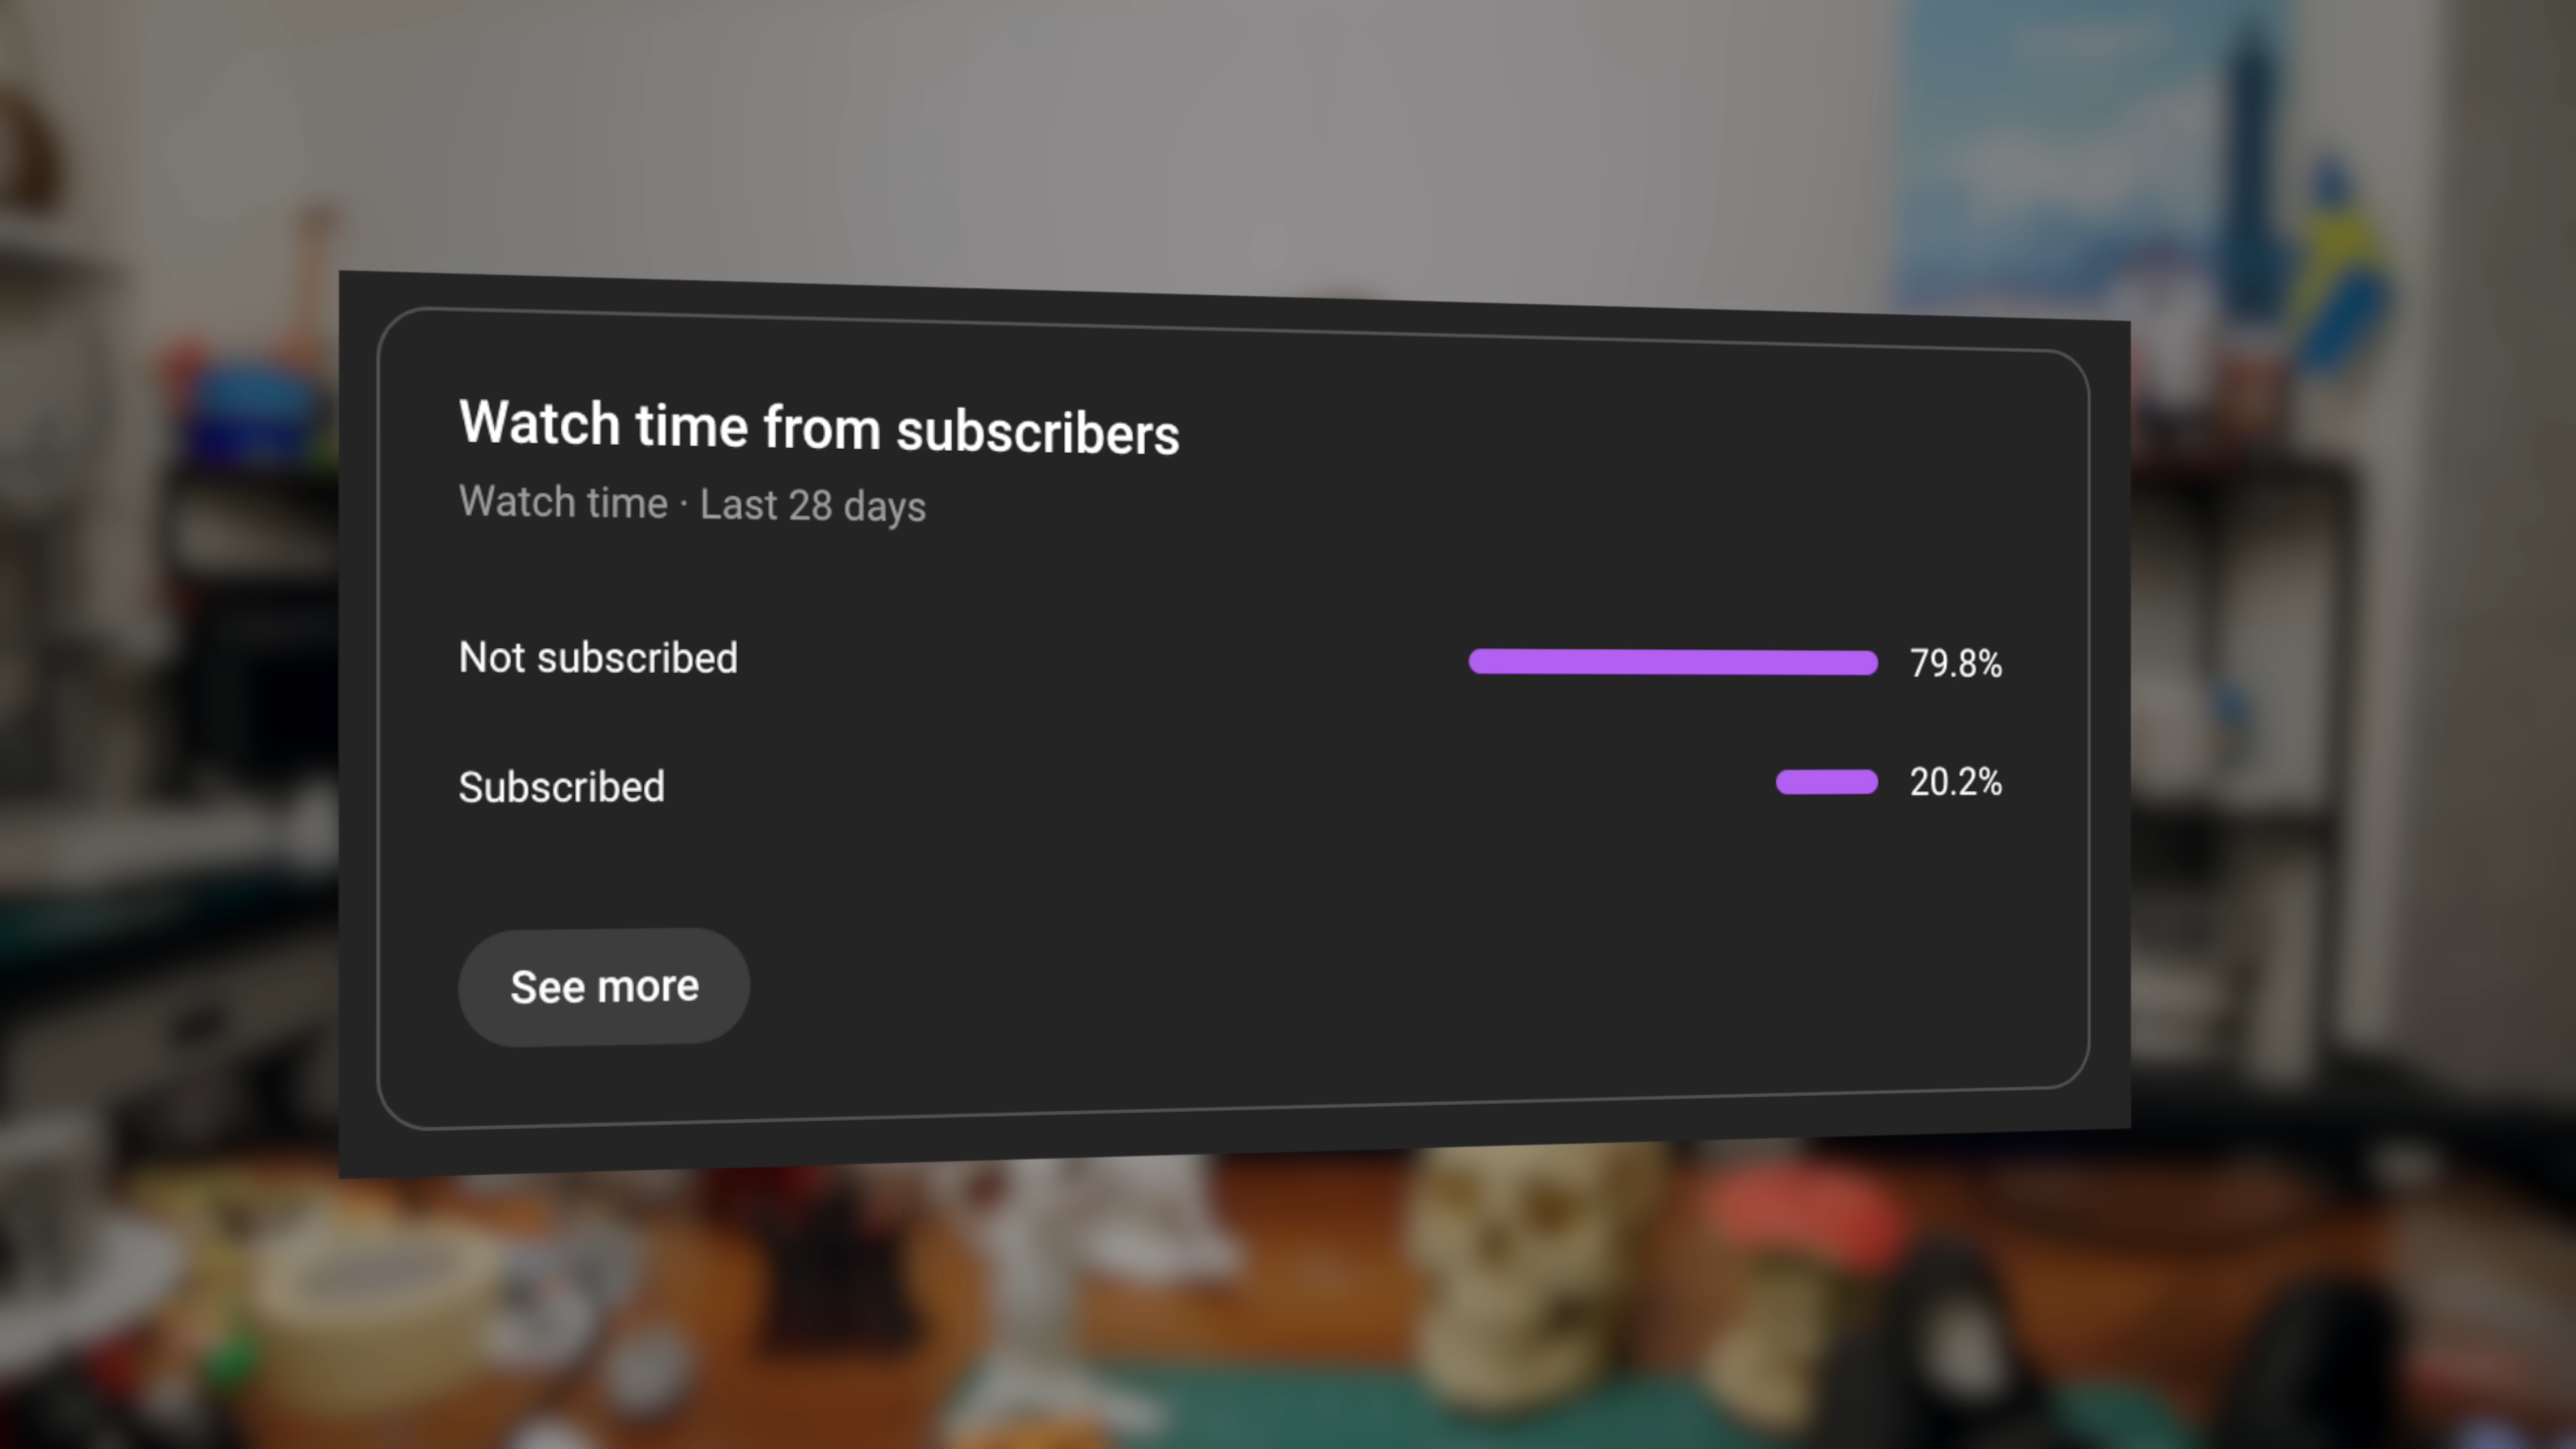 Watch time from subscribers
Watch time · Last 28 days
Not subscribed 79.8%
Subscribed 20.2%
See more